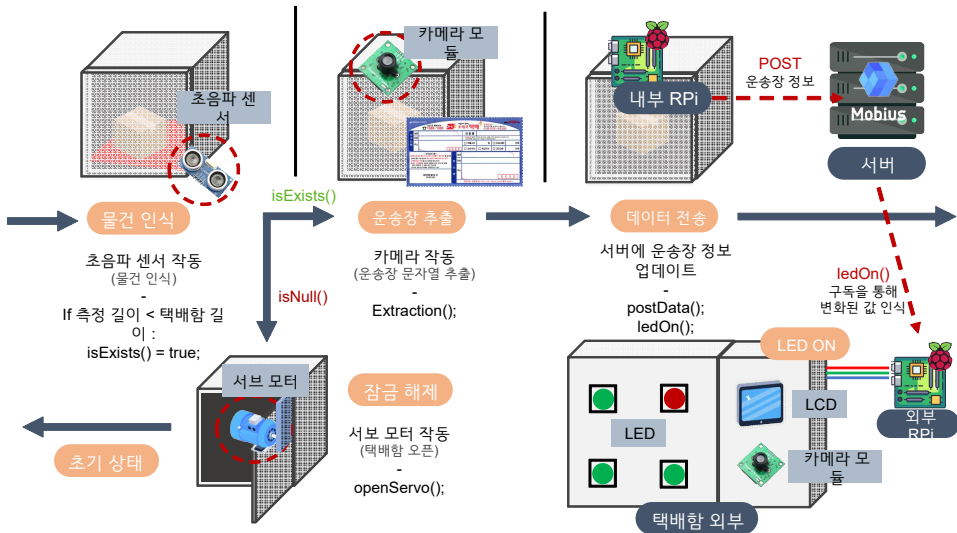 초음파 센
서
카메라 모
듈
내부 RPi
POST
운송장 정보
Mobius
서버
물건 인식
isExists()
운송장 추출
데이터 전송
초음파 센서 작동
(물건 인식)
-
If 측정 길이 < 택배함 길
이 :
isExists() = true;
isNull()
카메라 작동
(운송장 문자열 추출)
-
Extraction();
서버에 운송장 정보
업데이트
-
postData();
ledOn();
ledOn()
구독을 통해
변화된 값 인식
서브 모터
잠금 해제
서보 모터 작동
(택배함 오픈)
-
openServo();
초기 상태
LED ON
LED
LCD
카메라 모
듈
외부
RPi
택배함 외부